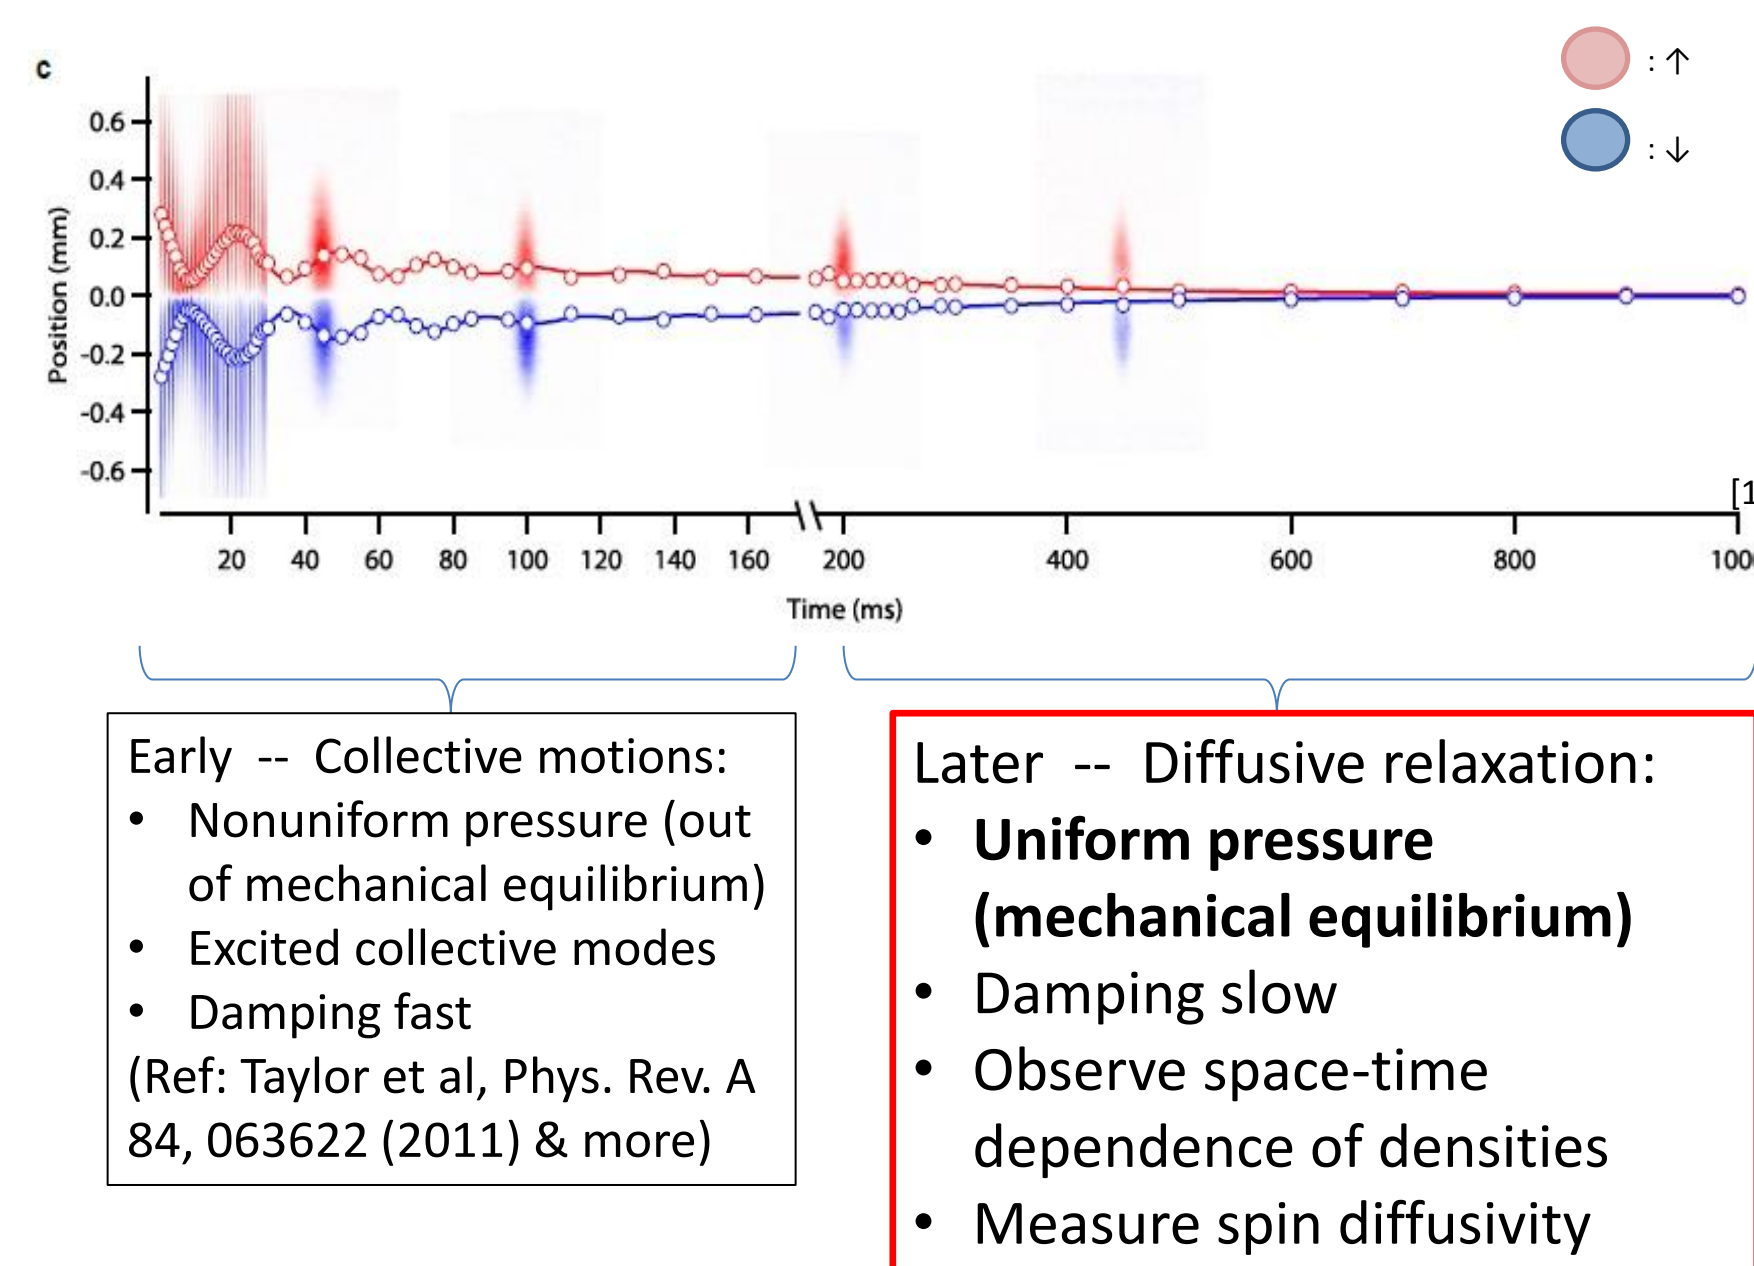 c
: ↑
: ↓
0.6
0.4
0.2
0.0
-0.2
-0.4
-0.6
Position (mm)
[1
20 40 60 80 100 120 140 160 200 400 600 800 100
Time (ms)
Early -- Collective motions:
• Nonuniform pressure (out
of mechanical equilibrium)
• Excited collective modes
• Damping fast
(Ref: Taylor et al, Phys. Rev. A
84, 063622 (2011) & more)
Later -- Diffusive relaxation:
• Uniform pressure
(mechanical equilibrium)
• Damping slow
• Observe space-time
dependence of densities
• Measure spin diffusivity